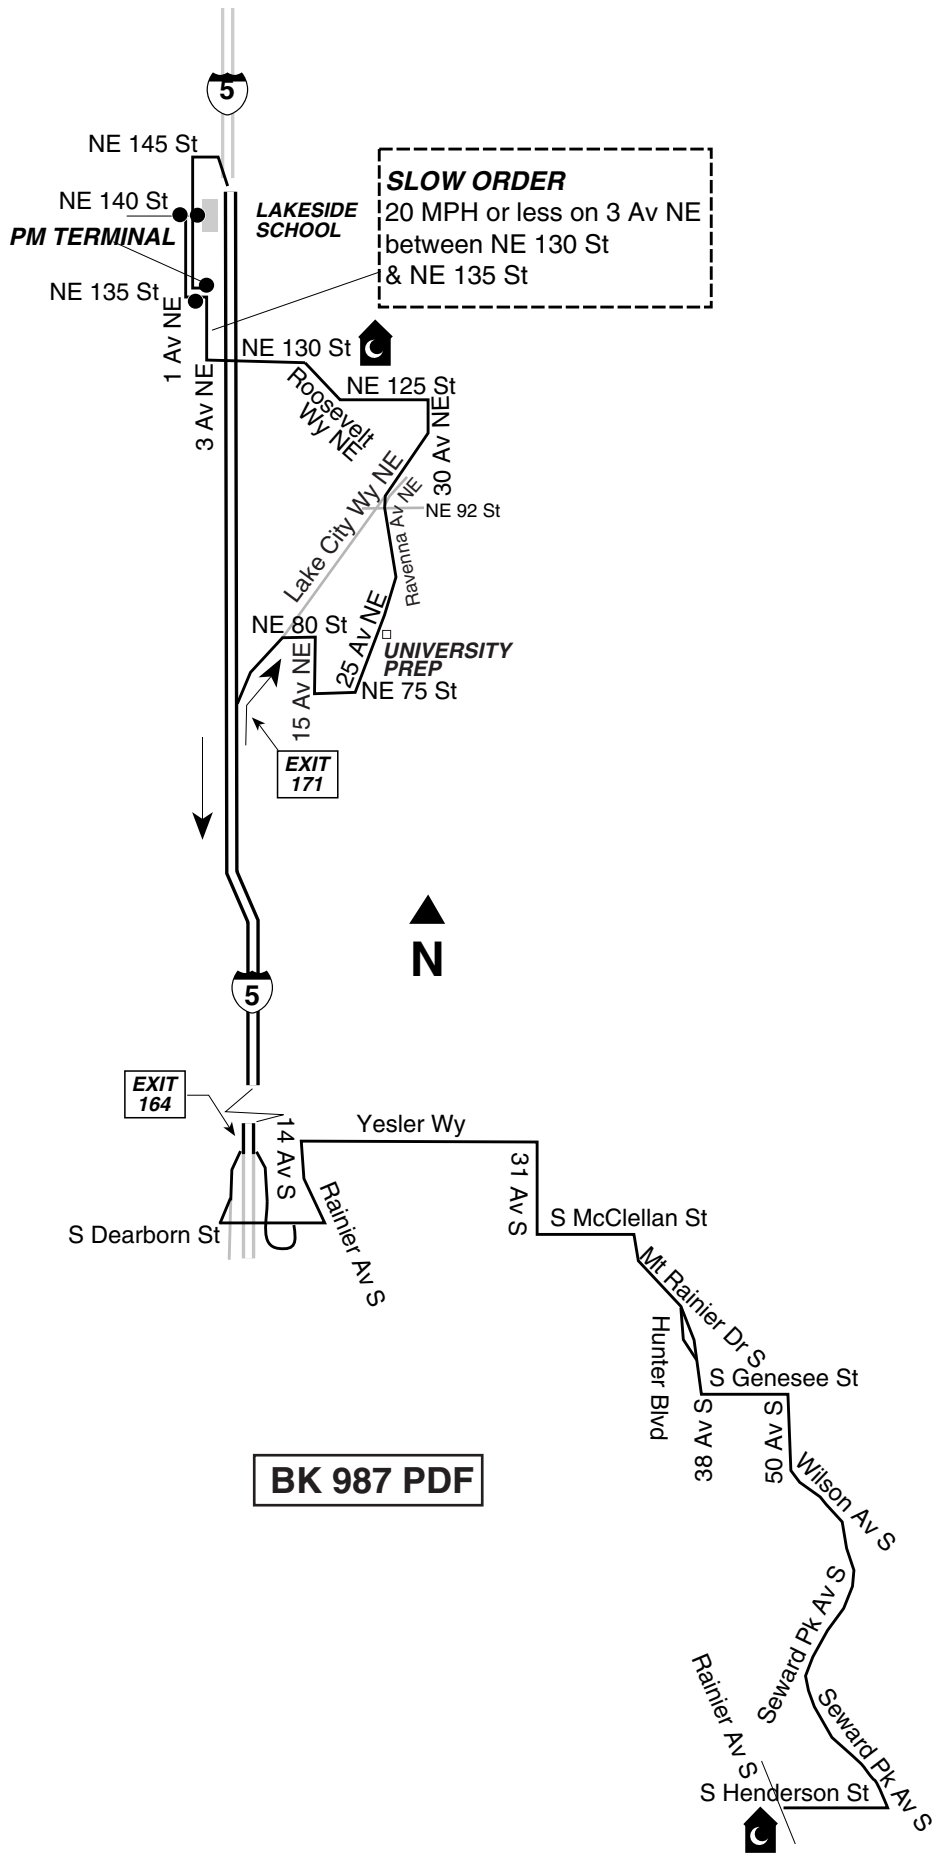 5
NE 145 St
NE 140 St
PM TERMINAL
LAKESIDE
SCHOOL
SLOW ORDER
20 MPH or less on 3 Av NE
between NE 130 St
& NE 135 St
NE 135 St
1 Av NE
3 Av NE
NE 130 St
Roosevelt
Wy NE
NE 125 St
30 Av NE
Lake City Wy NE
Ravenna Av NE
NE 92 St
NE 80 St
15 Av NE
25 Av NE
UNIVERSITY
PREP
NE 75 St
EXIT
171
N
5
EXIT
164
14 Av S
Yesler Wy
31 Av S
S Dearborn St
Rainier Av S
S McClellan St
Mt Rainier Dr S
Hunter Blvd
S Genesee St
38 Av S
50 Av S
BK 987 PDF
Wilson Av S
Seward Pk Av S
Rainier Av S
Seward Pk Av S
S Henderson St